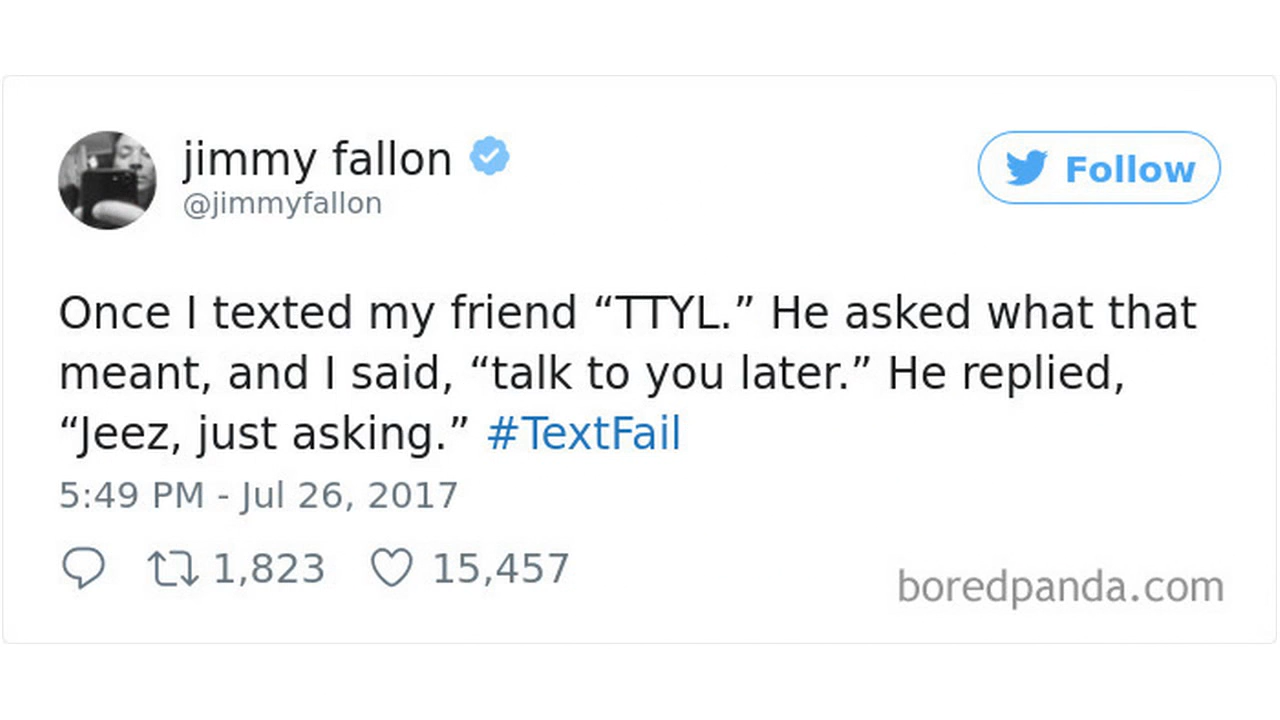 jimmy fallon
@jimmyfallon
Follow
Once I texted my friend “TTYL.” He asked what that
meant, and I said, “talk to you later.” He replied,
“Jeez, just asking.” #TextFail
5:49 PM - Jul 26, 2017
1,823 15,457
boredpanda.com